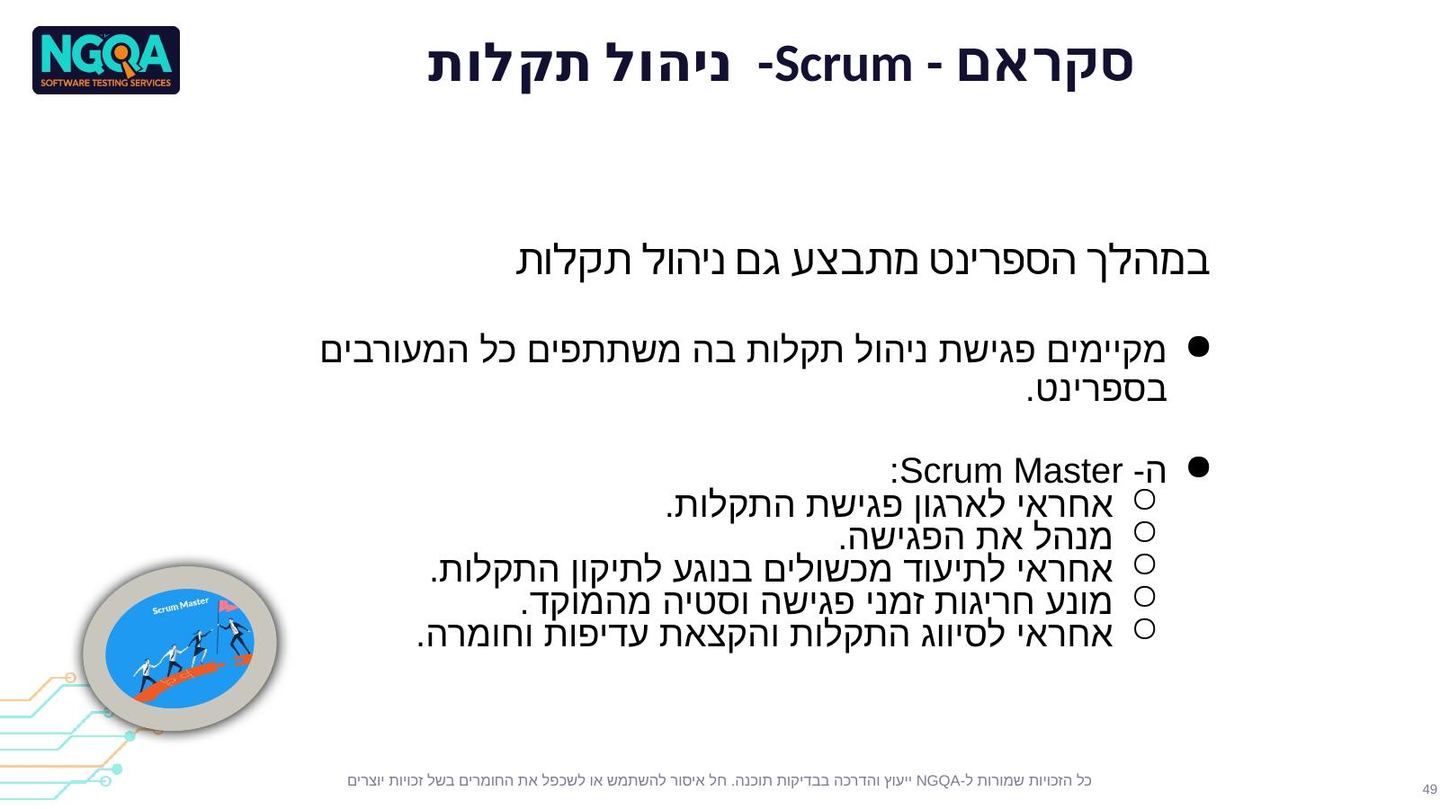 NGQA
SOFTWARE TESTING SERVICES
סקראם - Scrum-  ניהול תקלות
במהלך הספרינט מתבצע גם ניהול תקלות
● מקיימים פגישת ניהול תקלות בה משתתפים כל המעורבים
בספרינט.
● ה- Scrum Master:
○ אחראי לארגון פגישת התקלות.
○ מנהל את הפגישה.
○ אחראי לתיעוד מכשולים בנוגע לתיקון התקלות.
○ מונע חריגות זמני פגישה וסטיה מהמוקד.
○ אחראי לסיווג התקלות והקצאת עדיפות וחומרה.
Scrum Master
כל הזכויות שמורות ל-NGQA ייעוץ והדרכה בבדיקות תוכנה. חל איסור להשתמש או לשכפל את החומרים בשל זכויות יוצרים
49